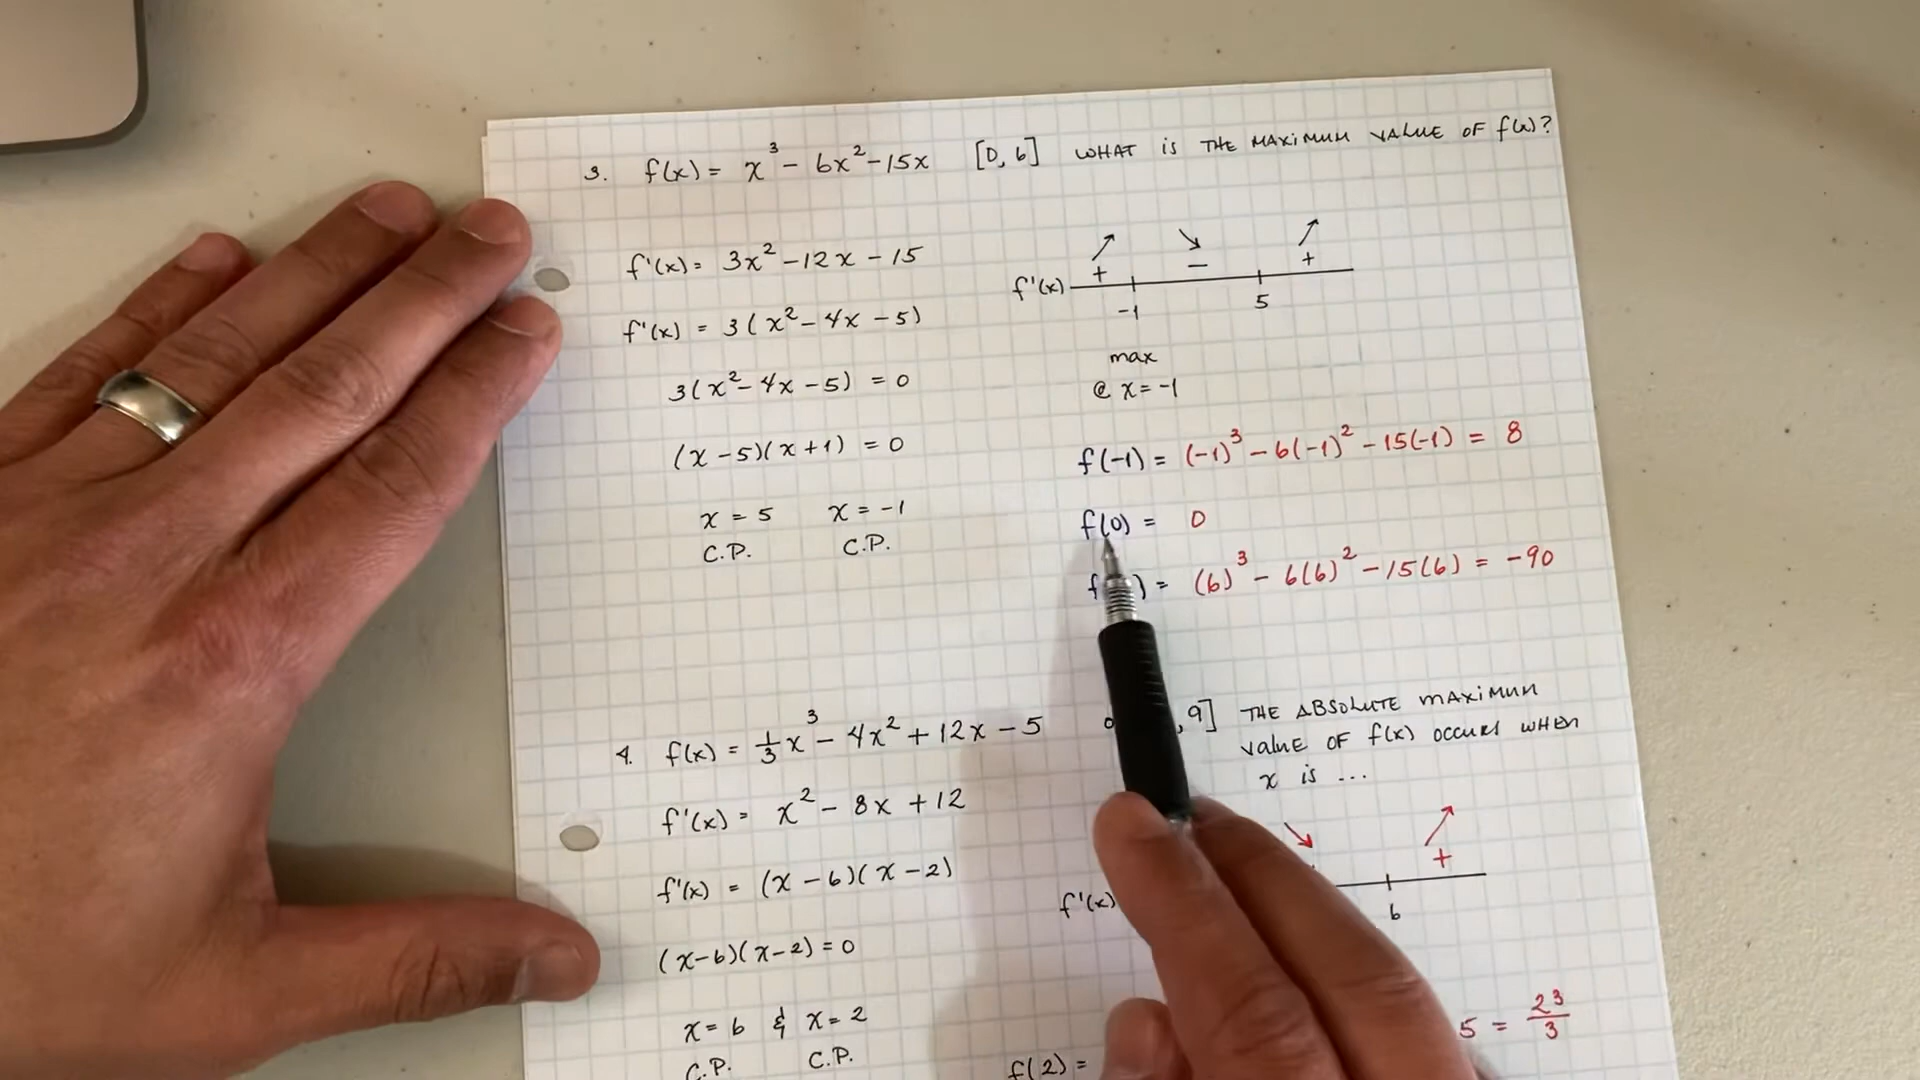 3. f(x) = x³ - 6x² - 15x [0, 6] WHAT is THE MAXiMUM VALUE OF f(x)?
f'(x) = 3x² - 12x - 15
f'(x) = 3(x² - 4x - 5)
3(x² - 4x - 5) = 0
(x - 5)(x + 1) = 0
x = 5 x = -1
C.P. C.P.
+ - +
f'(x)
-1 5
max
@ x = -1
f(-1) = (-1)³ - 6(-1)² - 15(-1) = 8
f(0) = 0
f( ) = (6)³ - 6(6)² - 15(6) = -90
4. f(x) = 1/3 x³ - 4x² + 12x - 5 , 9] THE ABSOLUTE MAXiMUM
VALUE OF f(x) OCCURS WHEN
x is ...
f'(x) = x² - 8x + 12
f'(x) = (x - 6)(x - 2)
(x - 6)(x - 2) = 0
x = 6 & x = 2
C.P. C.P.
+
f'(x)
6
5 = 23/3
f(2) =